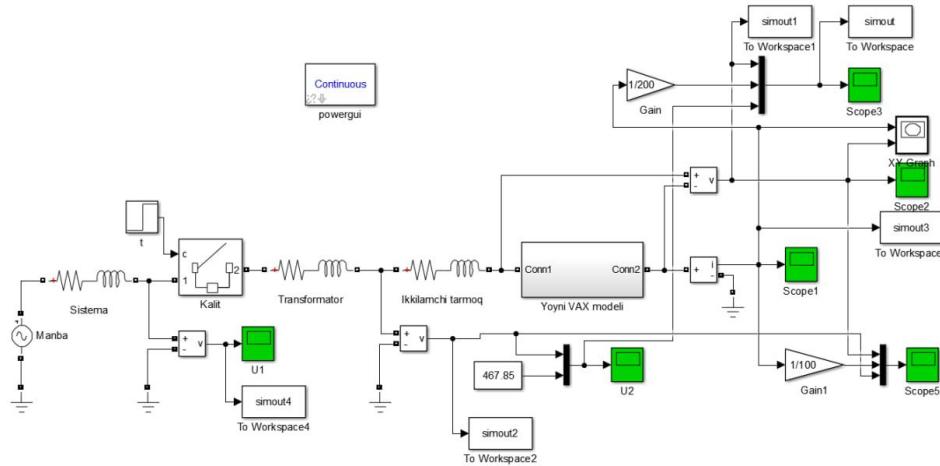 simout1
To Workspace1
simout
To Workspace
Continuous
powergui
1/200
Gain
Scope3
XY Graph
+
-
v
Scope2
t
simout3
To Workspace
c
1
2
Kalit
Sistema
Transformator
Ikkilamchi tarmoq
Conn1
Conn2
Yoyni VAX modeli
+
-
i
Scope1
Manba
+
-
v
U1
+
-
v
467.85
U2
1/100
Gain1
Scope5
simout4
To Workspace4
simout2
To Workspace2